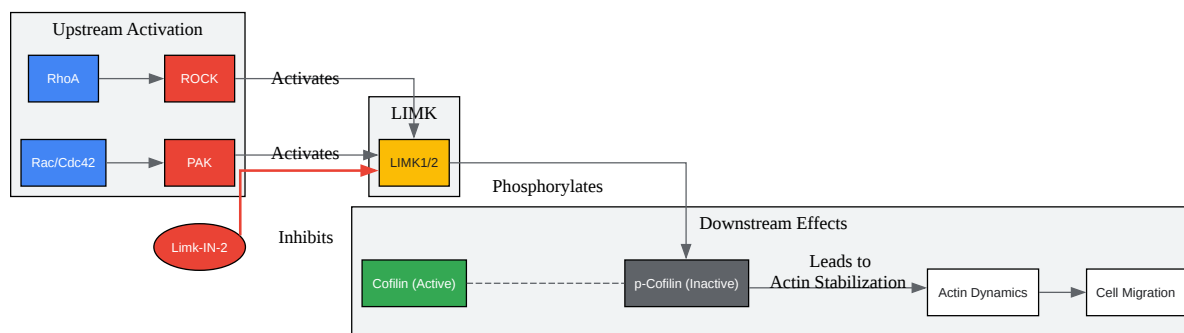 Upstream Activation
RhoA
ROCK
Activates
LIMK
Rac/Cdc42
PAK
Activates
LIMK1/2
Phosphorylates
Limk-IN-2
Inhibits
Downstream Effects
Cofilin (Active)
p-Cofilin (Inactive)
Leads to
Actin Stabilization
Actin Dynamics
Cell Migration